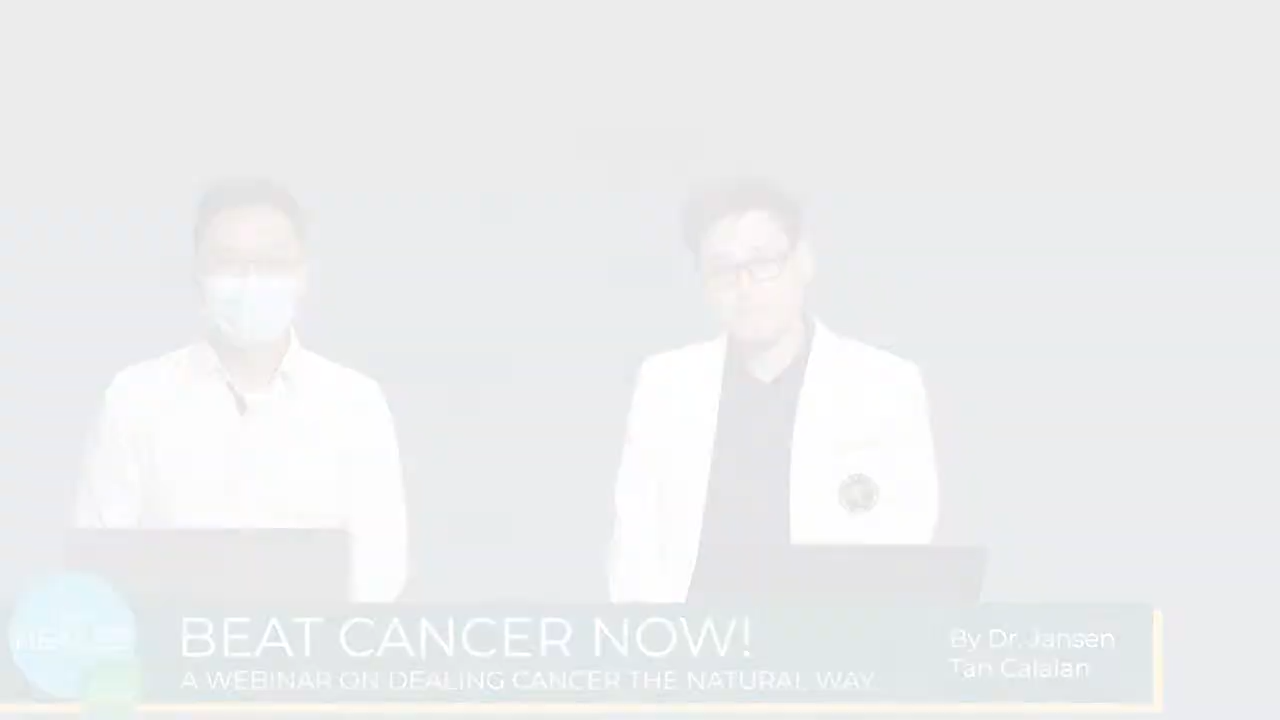 BEAT CANCER NOW!
A WEBINAR ON DEALING CANCER THE NATURAL WAY
By Dr. Jansen
Tan Calalan